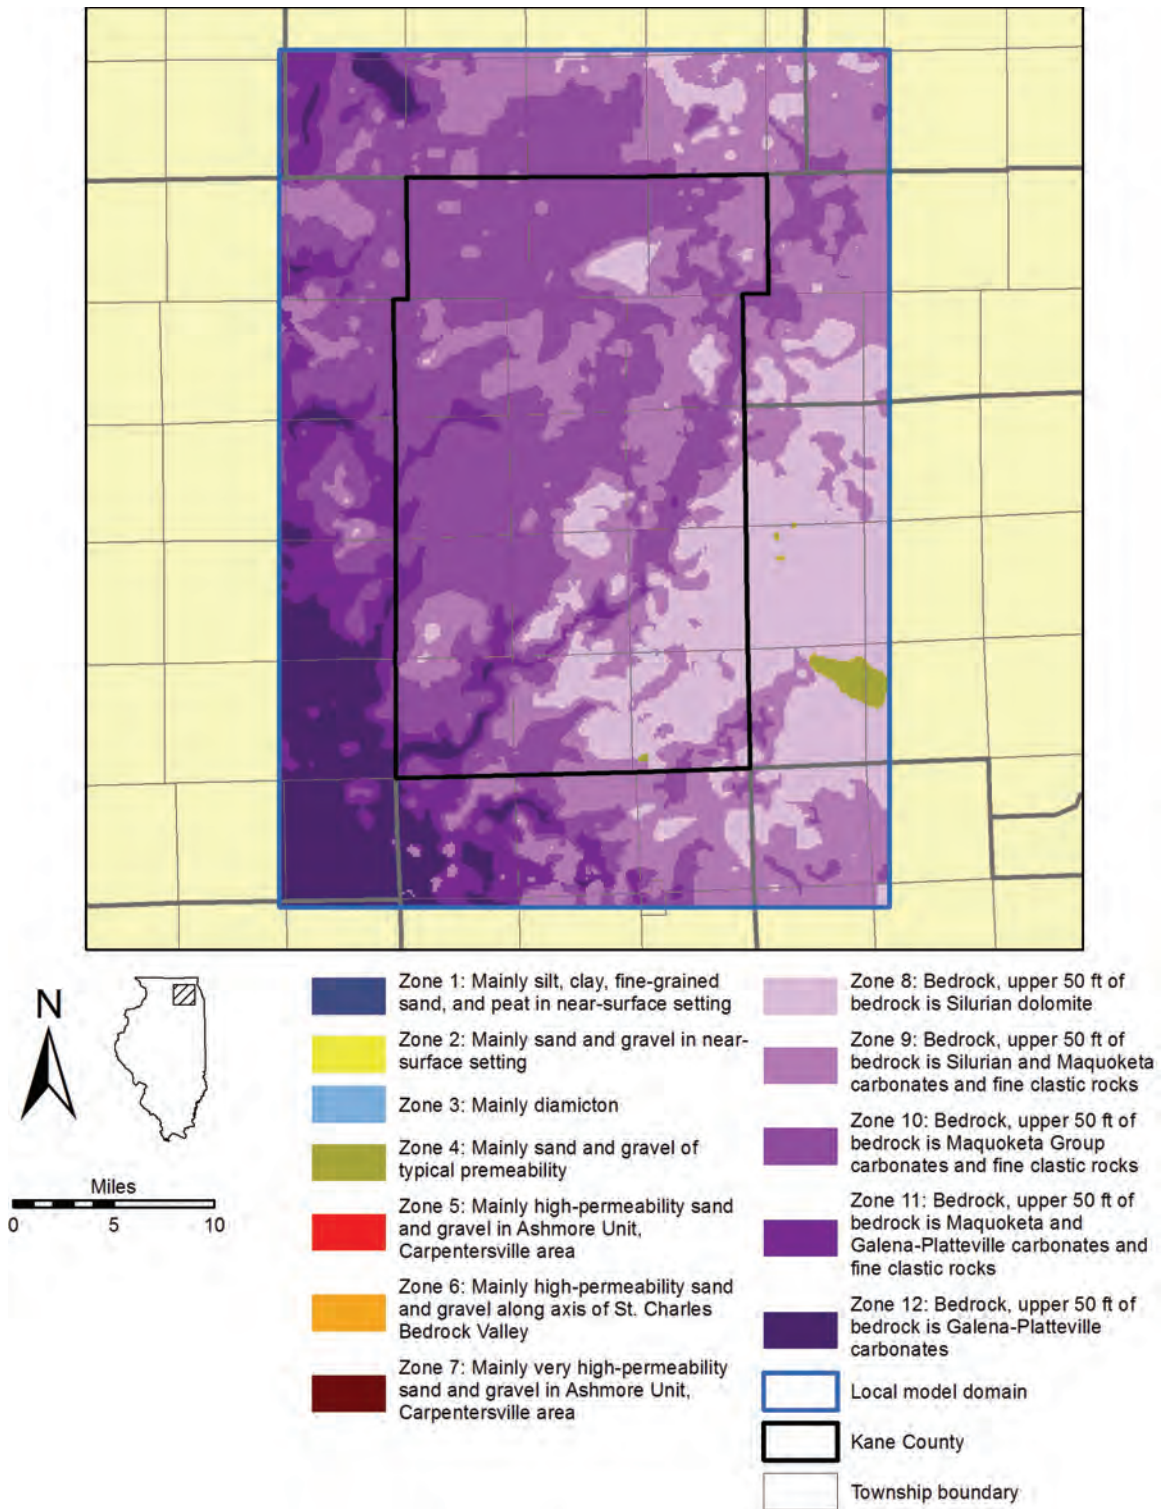 N
Miles
0 5 10
Zone 1: Mainly silt, clay, fine-grained
sand, and peat in near-surface setting
Zone 2: Mainly sand and gravel in near-
surface setting
Zone 3: Mainly diamicton
Zone 4: Mainly sand and gravel of
typical premeability
Zone 5: Mainly high-permeability sand
and gravel in Ashmore Unit,
Carpentersville area
Zone 6: Mainly high-permeability sand
and gravel along axis of St. Charles
Bedrock Valley
Zone 7: Mainly very high-permeability
sand and gravel in Ashmore Unit,
Carpentersville area
Zone 8: Bedrock, upper 50 ft of
bedrock is Silurian dolomite
Zone 9: Bedrock, upper 50 ft of
bedrock is Silurian and Maquoketa
carbonates and fine clastic rocks
Zone 10: Bedrock, upper 50 ft of
bedrock is Maquoketa Group
carbonates and fine clastic rocks
Zone 11: Bedrock, upper 50 ft of
bedrock is Maquoketa and
Galena-Platteville carbonates and
fine clastic rocks
Zone 12: Bedrock, upper 50 ft of
bedrock is Galena-Platteville
carbonates
Local model domain
Kane County
Township boundary